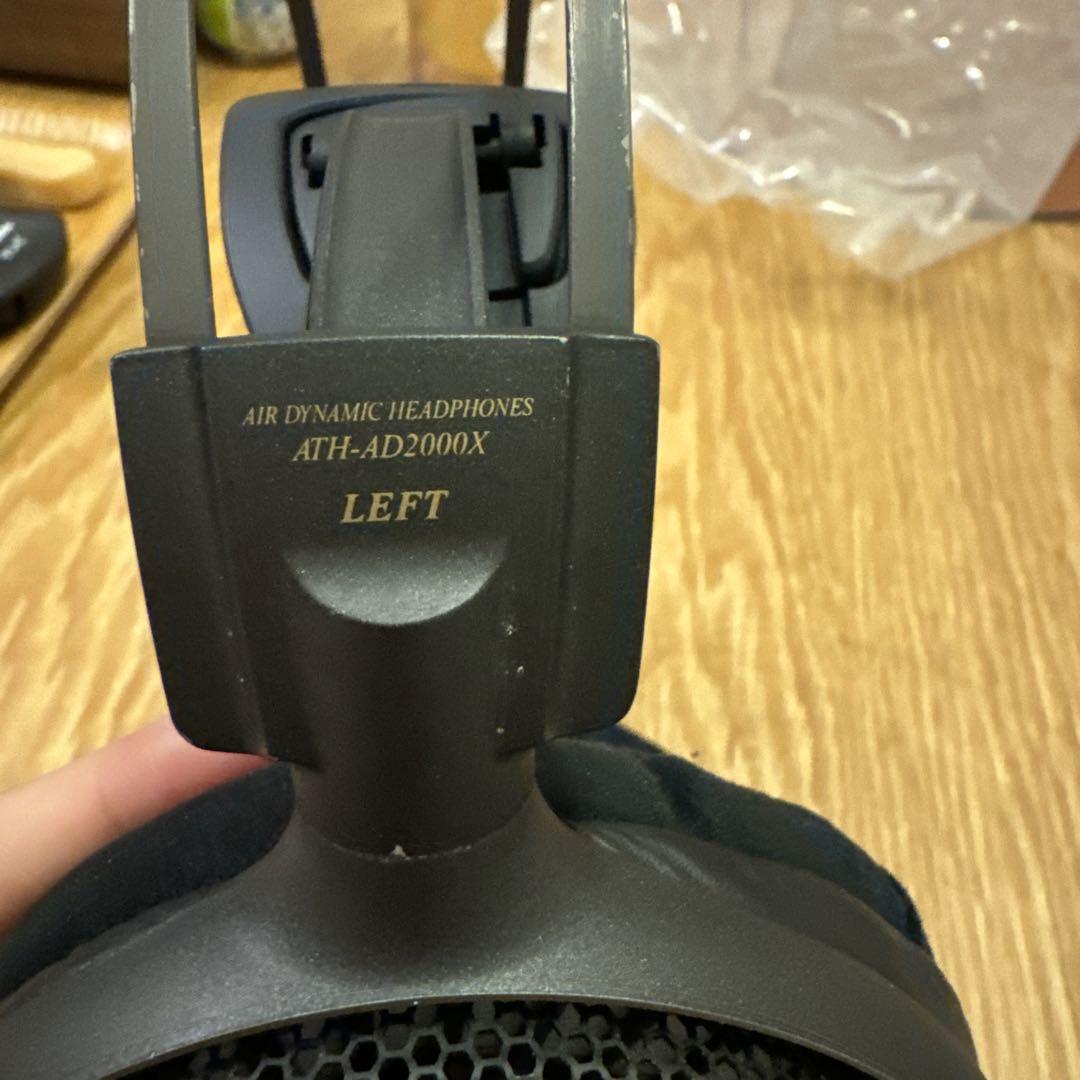 AIR DYNAMIC HEADPHONES
ATH-AD2000X
LEFT